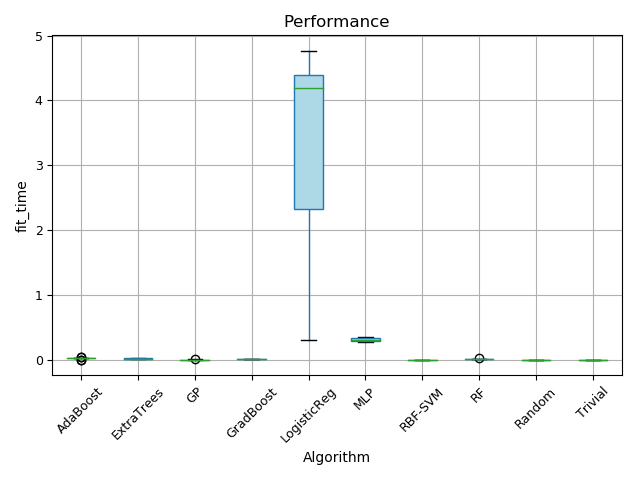 Performance
5
4
3
2
1
0
fit_time
AdaBoost
ExtraTrees
GP
GradBoost
LogisticReg
MLP
RBF-SVM
RF
Random
Trivial
Algorithm